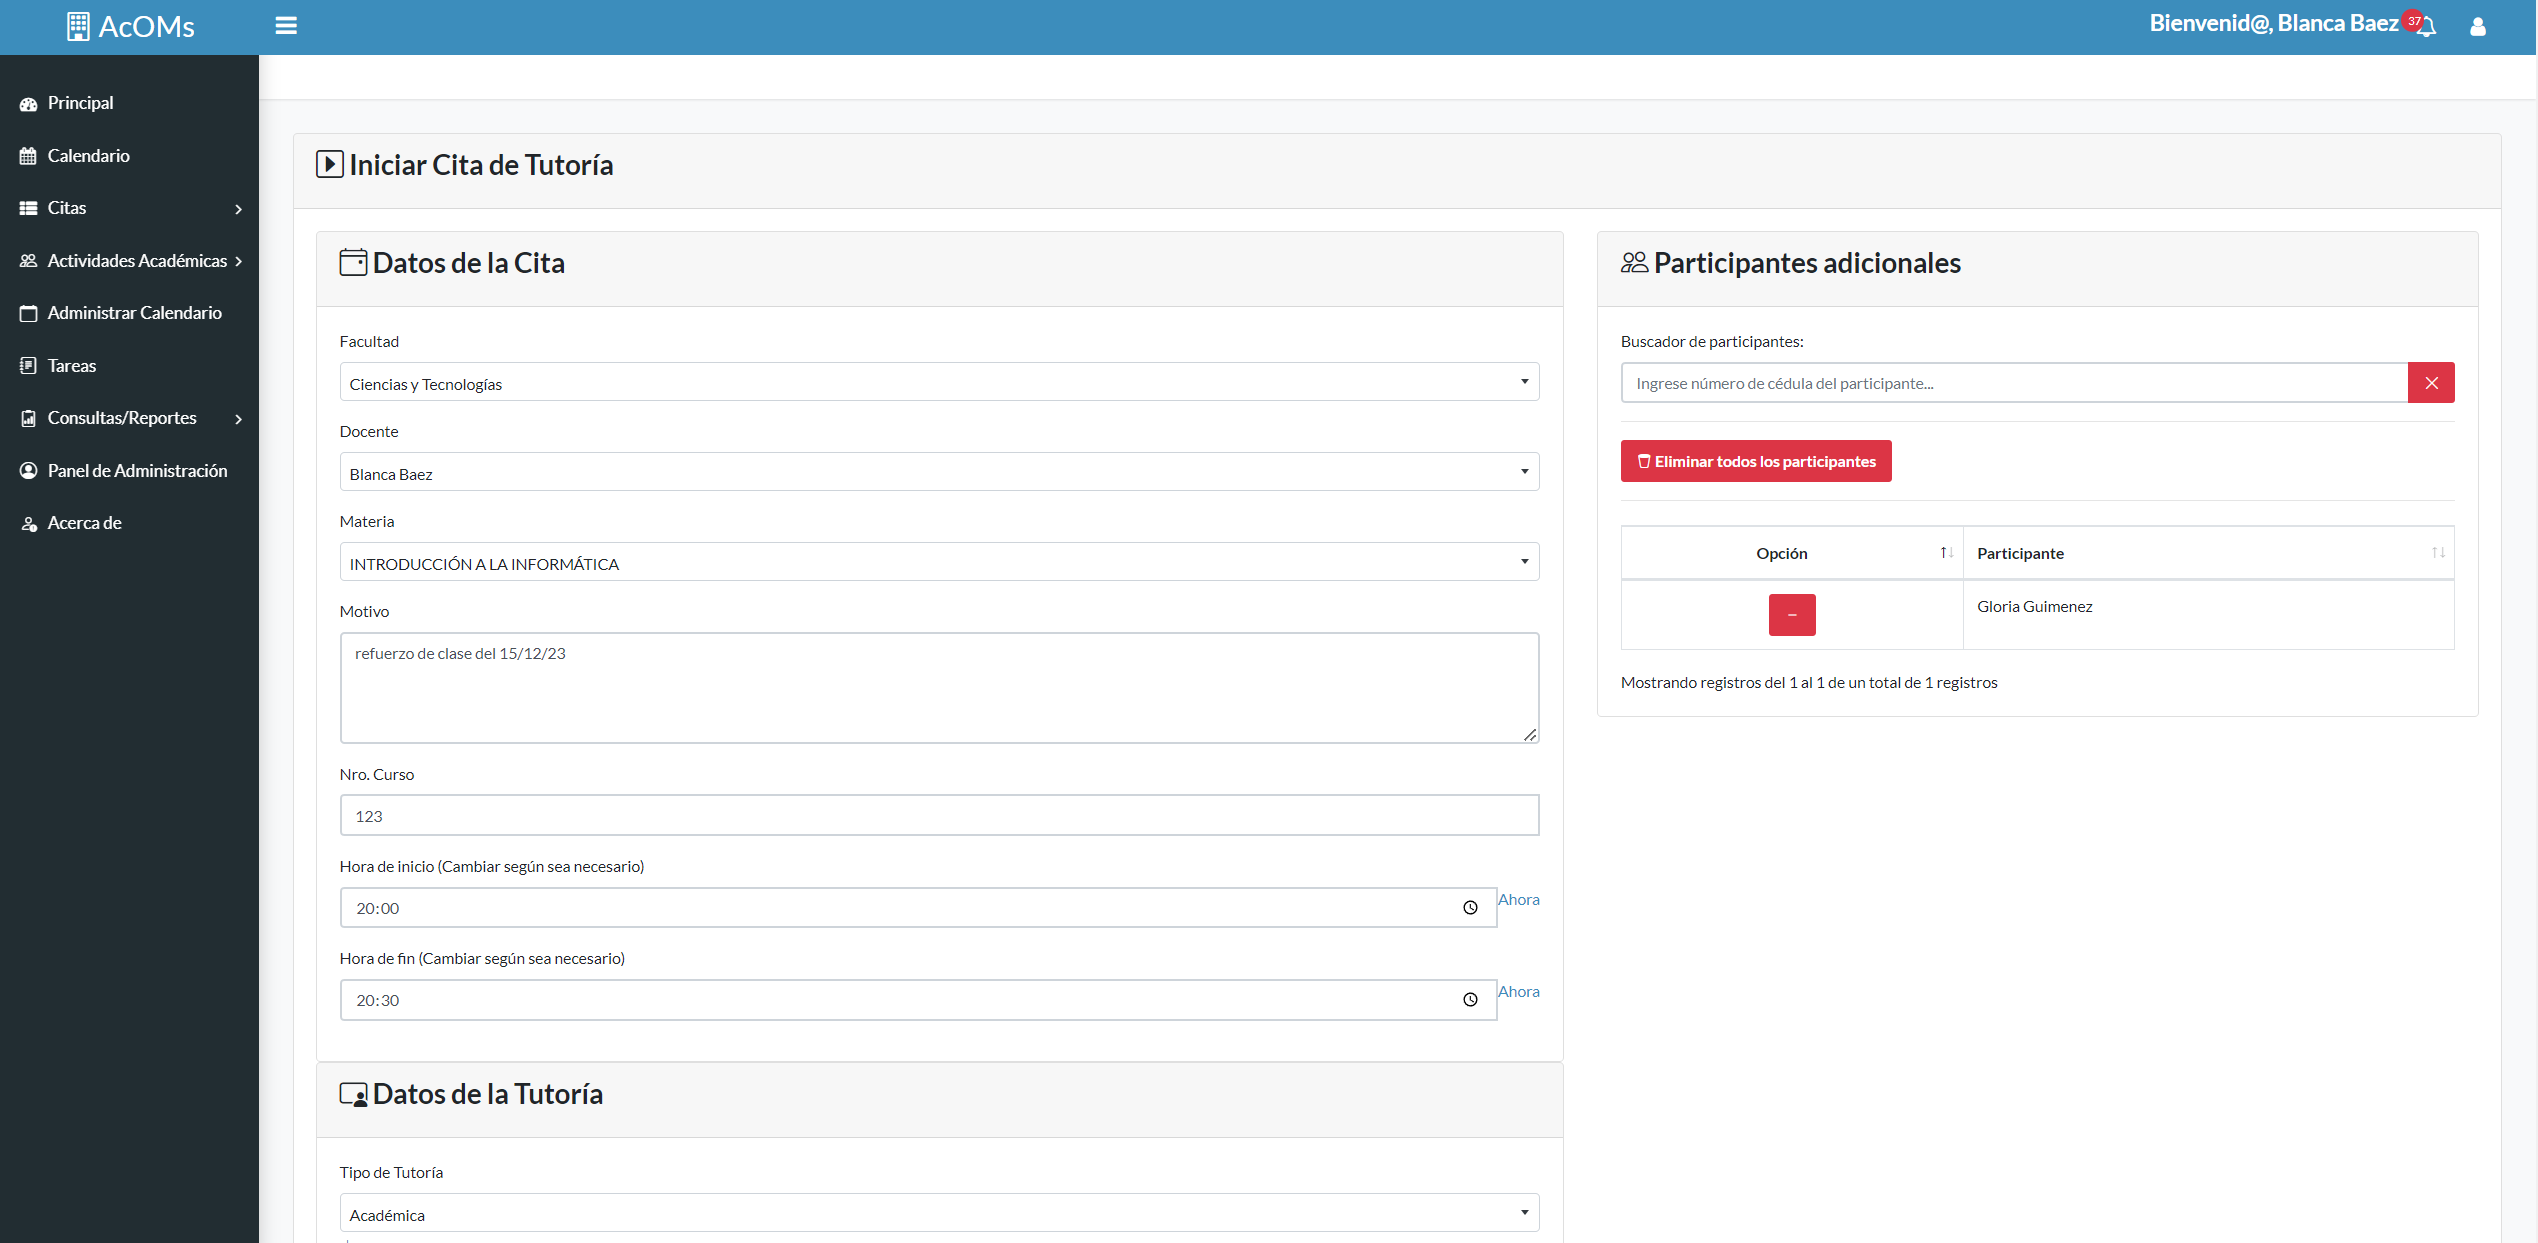 AcOMs
Bienvenid@, Blanca Baez 37
Principal
Calendario
Citas
Actividades Académicas
Administrar Calendario
Tareas
Consultas/Reportes
Panel de Administración
Acerca de
Iniciar Cita de Tutoría
Datos de la Cita
Facultad
Ciencias y Tecnologías
Docente
Blanca Baez
Materia
INTRODUCCIÓN A LA INFORMÁTICA
Motivo
refuerzo de clase del 15/12/23
Nro. Curso
123
Hora de inicio (Cambiar según sea necesario)
20:00
Ahora
Hora de fin (Cambiar según sea necesario)
20:30
Ahora
Datos de la Tutoría
Tipo de Tutoría
Académica
Participantes adicionales
Buscador de participantes:
Ingrese número de cédula del participante...
Eliminar todos los participantes
Opción Participante
Gloria Guimenez
Mostrando registros del 1 al 1 de un total de 1 registros